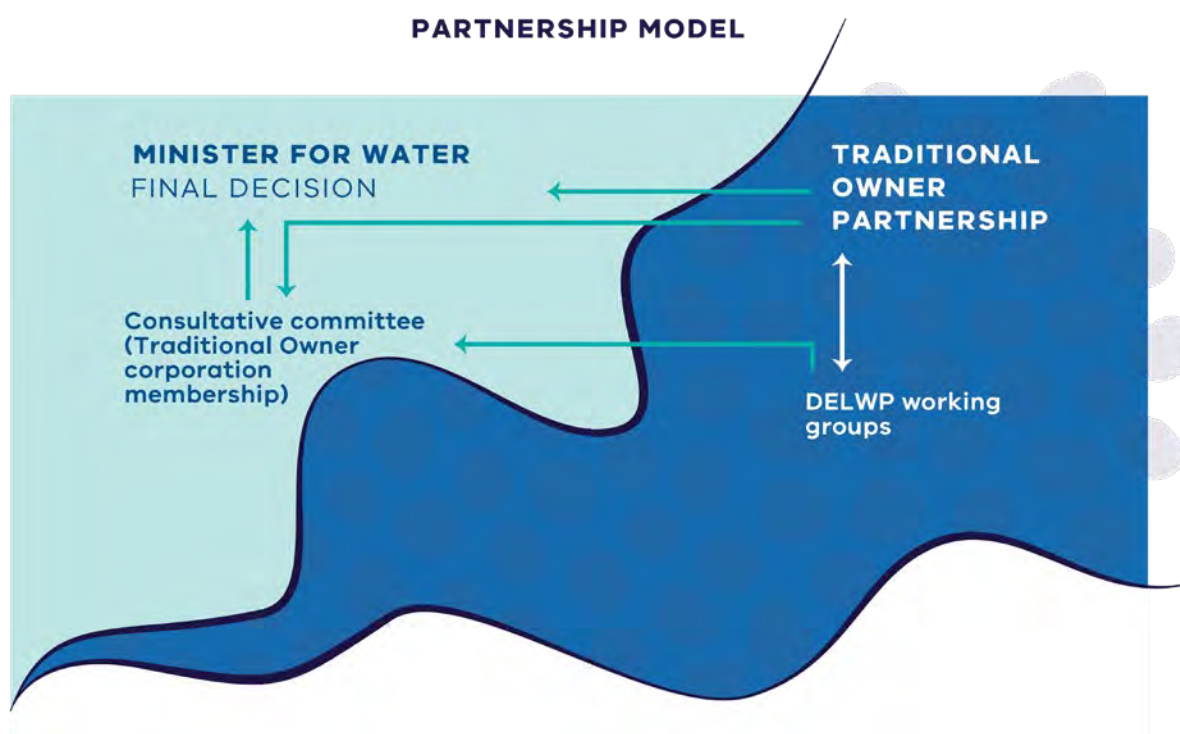 PARTNERSHIP MODEL
MINISTER FOR WATER
FINAL DECISION
TRADITIONAL
OWNER
PARTNERSHIP
Consultative committee
(Traditional Owner
corporation
membership)
DELWP working
groups